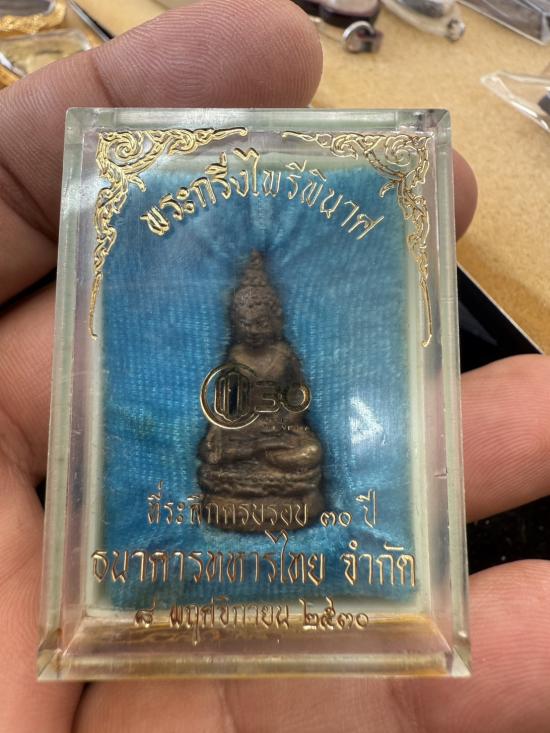 พระกริ่งไพรีพินาศ
๓๐
ที่ระลึกครบรอบ ๓๐ ปี
ธนาคารทหารไทย จำกัด
๘ พฤศจิกายน ๒๕๓๐